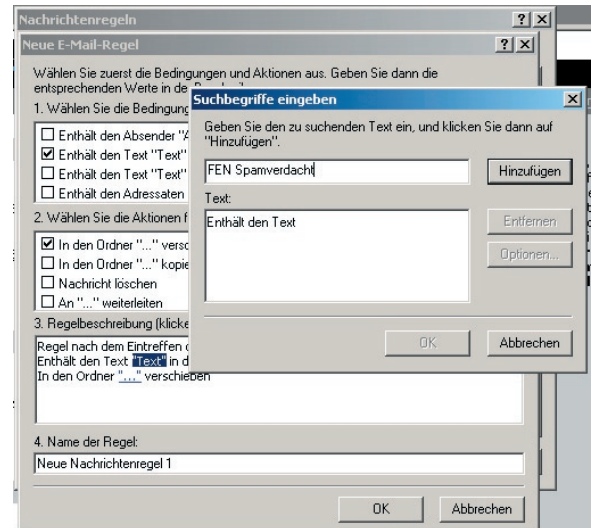 Nachrichtenregeln
Neue E-Mail-Regel
Wählen Sie zuerst die Bedingungen und Aktionen aus. Geben Sie dann die
entsprechenden Werte in de
1. Wählen Sie die Bedingung
Enthält den Absender "A
Enthält den Text "Text"
Enthält den Text "Text"
Enthält den Adressaten
2. Wählen Sie die Aktionen f
In den Ordner "..." versc
In den Ordner "..." kopie
Nachricht löschen
An "..." weiterleiten
3. Regelbeschreibung (klicke
Regel nach dem Eintreffen
Enthält den Text "Text" in d
In den Ordner "..." verschieben
4. Name der Regel:
Neue Nachrichtenregel 1
OK Abbrechen
Suchbegriffe eingeben
Geben Sie den zu suchenden Text ein, und klicken Sie dann auf
"Hinzufügen".
FEN Spamverdacht
Hinzufügen
Text:
Enthält den Text
Entfernen
Optionen...
OK Abbrechen